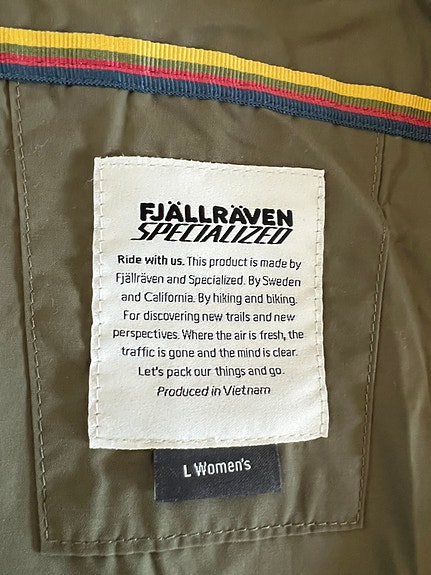 FJÄLLRÄVEN
SPECIALIZED
Ride with us. This product is made by
Fjällräven and Specialized. By Sweden
and California. By hiking and biking.
For discovering new trails and new
perspectives. Where the air is fresh, the
traffic is gone and the mind is clear.
Let's pack our things and go.
Produced in Vietnam
L Women's